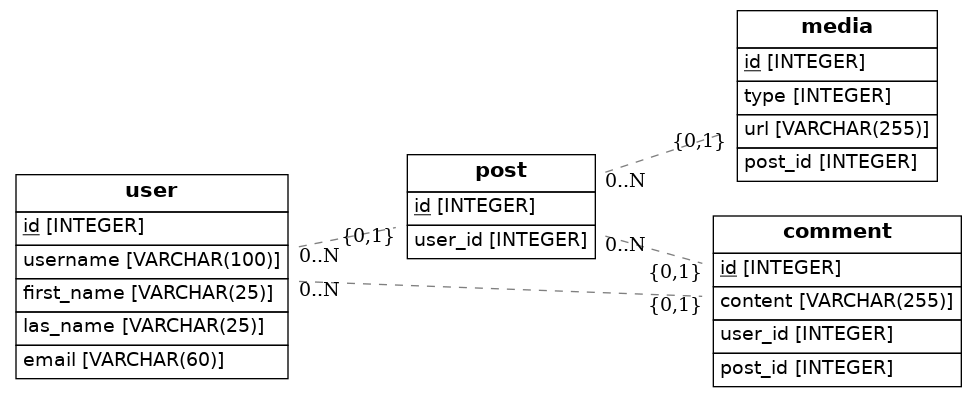 user
id [INTEGER]
username [VARCHAR(100)]
first_name [VARCHAR(25)]
las_name [VARCHAR(25)]
email [VARCHAR(60)]
{0,1}
0..N
0..N
post
id [INTEGER]
user_id [INTEGER]
{0,1}
0..N
0..N
{0,1}
{0,1}
media
id [INTEGER]
type [INTEGER]
url [VARCHAR(255)]
post_id [INTEGER]
comment
id [INTEGER]
content [VARCHAR(255)]
user_id [INTEGER]
post_id [INTEGER]